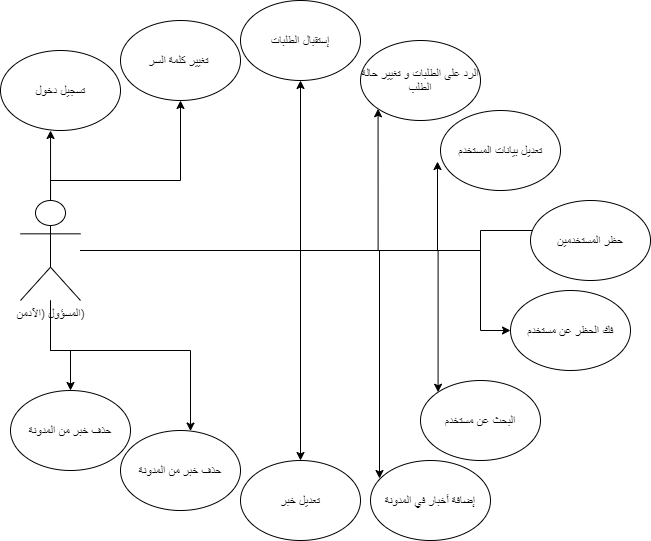 إستقبال الطلبات
تغيير كلمة السر
الرد على الطلبات و تغيير حالة
الطلب
تسجيل دخول
تعديل بيانات المستخدم
حظر المستخدمين
المسؤول (الآدمن)
فك الحظر عن مستخدم
البحث عن مستخدم
حذف خبر من المدونة
حذف خبر من المدونة
تعديل خبر
إضافة أخبار في المدونة